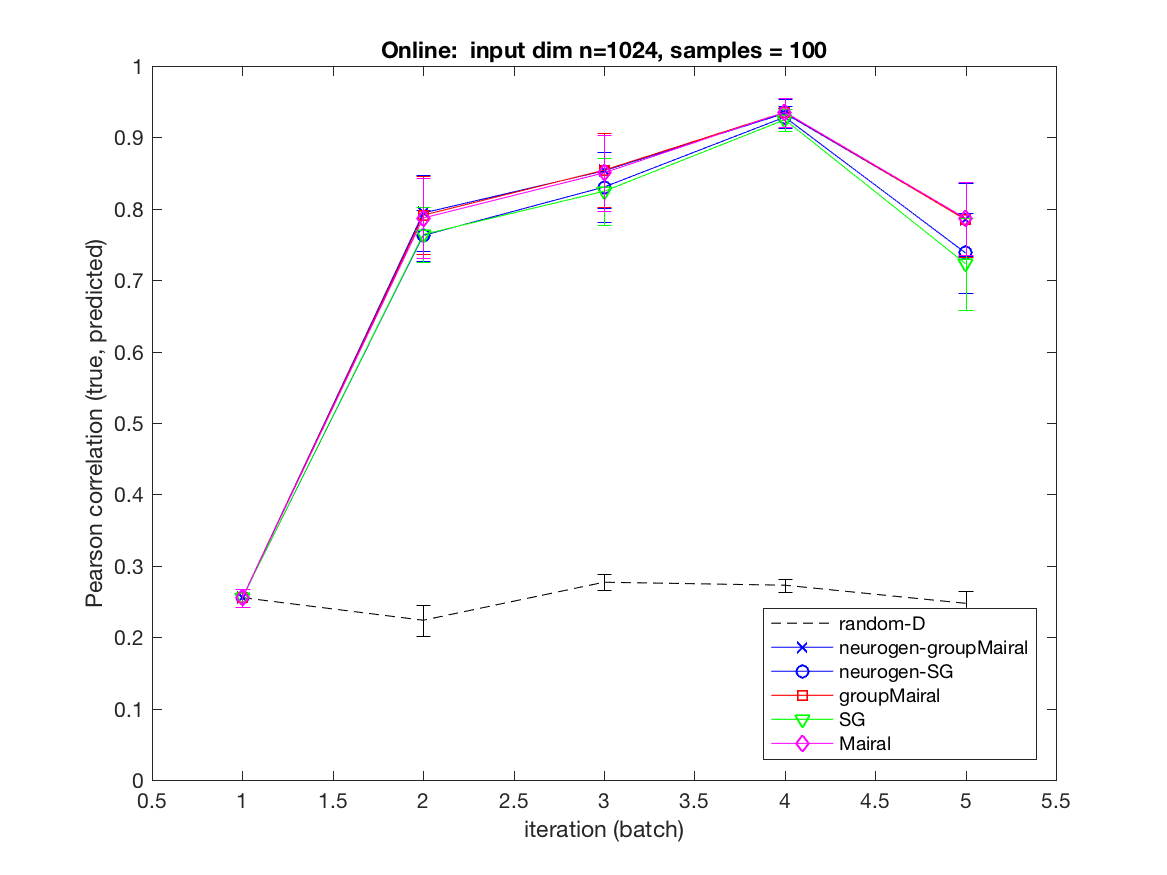 Online: input dim n=1024, samples = 100
Pearson correlation (true, predicted)
1
0.9
0.8
0.7
0.6
0.5
0.4
0.3
0.2
0.1
0
random-D
neurogen-groupMairal
neurogen-SG
groupMairal
SG
Mairal
0.5 1 1.5 2 2.5 3 3.5 4 4.5 5 5.5
iteration (batch)